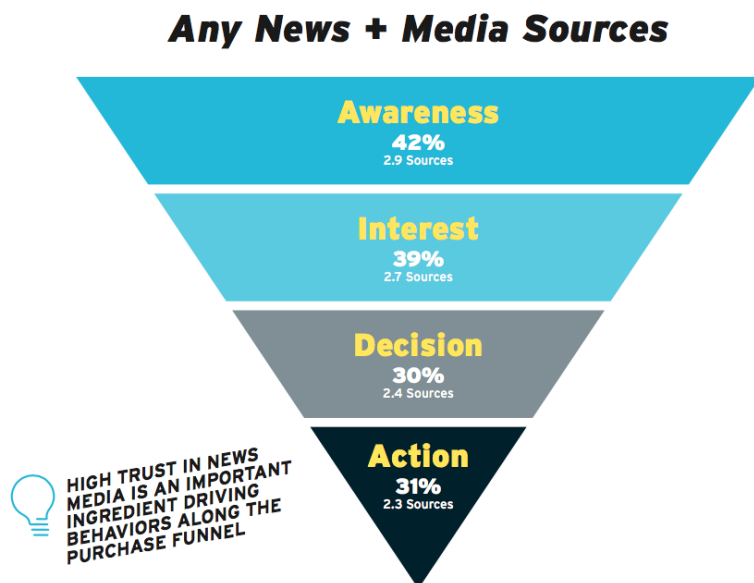 Any News + Media Sources
Awareness
42%
2.9 Sources
Interest
39%
2.7 Sources
Decision
30%
2.4 Sources
Action
31%
2.3 Sources
HIGH TRUST IN NEWS
MEDIA IS AN IMPORTANT
INGREDIENT DRIVING
BEHAVIORS ALONG THE
PURCHASE FUNNEL